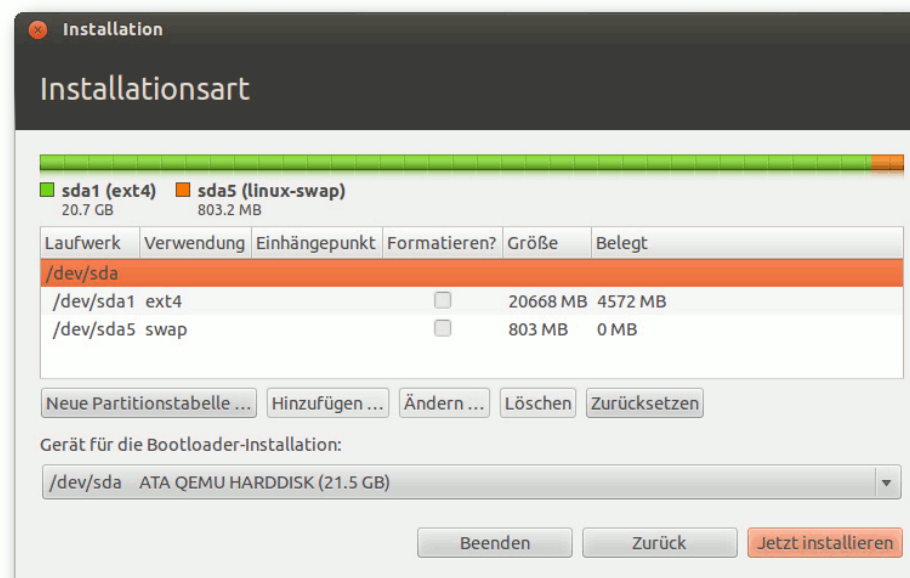 Installation
Installationsart
sda1 (ext4) sda5 (linux-swap)
20.7 GB 803.2 MB
Laufwerk Verwendung Einhängepunkt Formatieren? Größe Belegt
/dev/sda
/dev/sda1 ext4 20668 MB 4572 MB
/dev/sda5 swap 803 MB 0 MB
Neue Partitionstabelle ... Hinzufügen ... Ändern ... Löschen Zurücksetzen
Gerät für die Bootloader-Installation:
/dev/sda ATA QEMU HARDDISK (21.5 GB)
Beenden Zurück Jetzt installieren